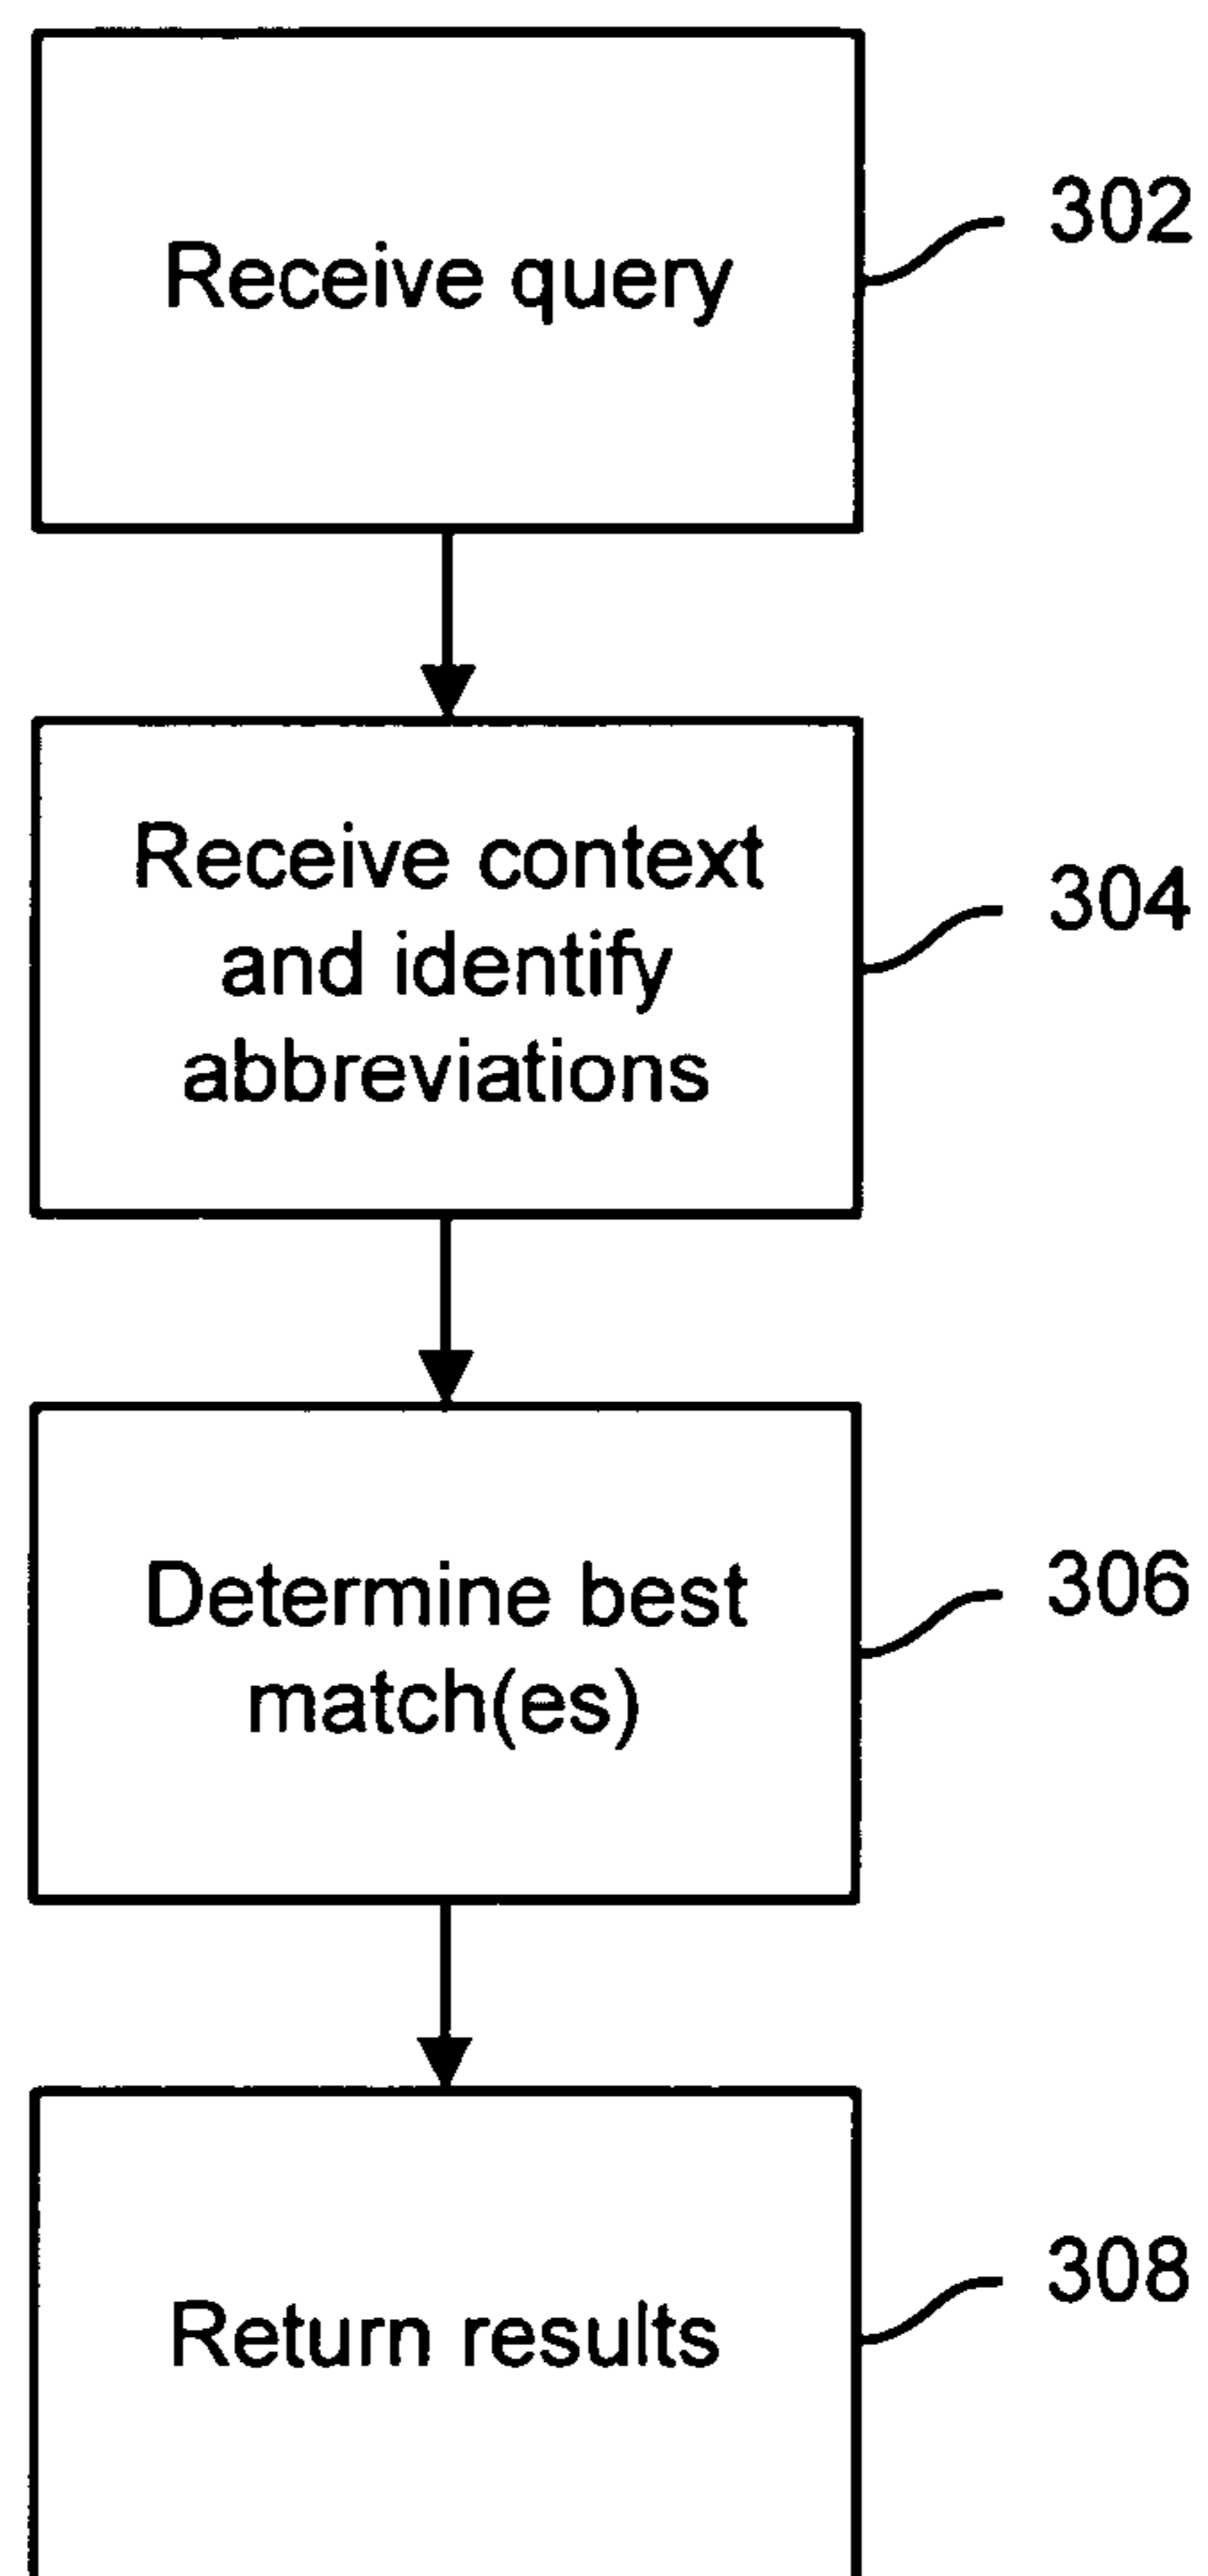 Receive query
302
Receive context
and identify
abbreviations
304
Determine best
match(es)
306
Return results
308